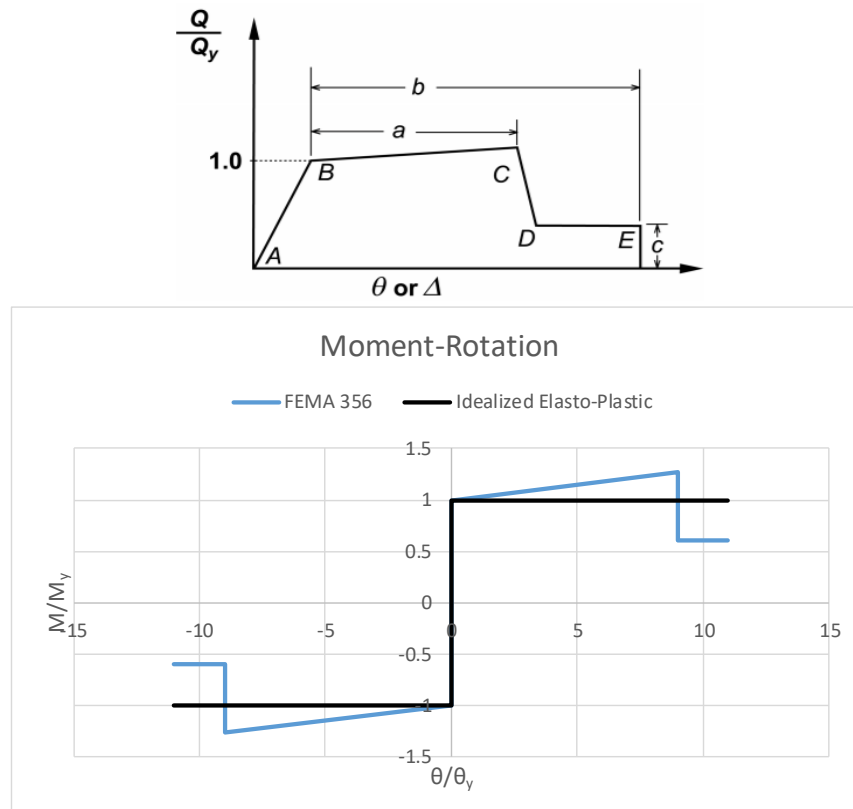 Q
Qy
b
a
1.0
B
C
D
E
c
A
θ or Δ
Moment-Rotation
FEMA 356
Idealized Elasto-Plastic
1.5
1
0.5
0
-15
-10
-5
0
5
10
15
-0.5
-1
-1.5
M/My
θ/θy